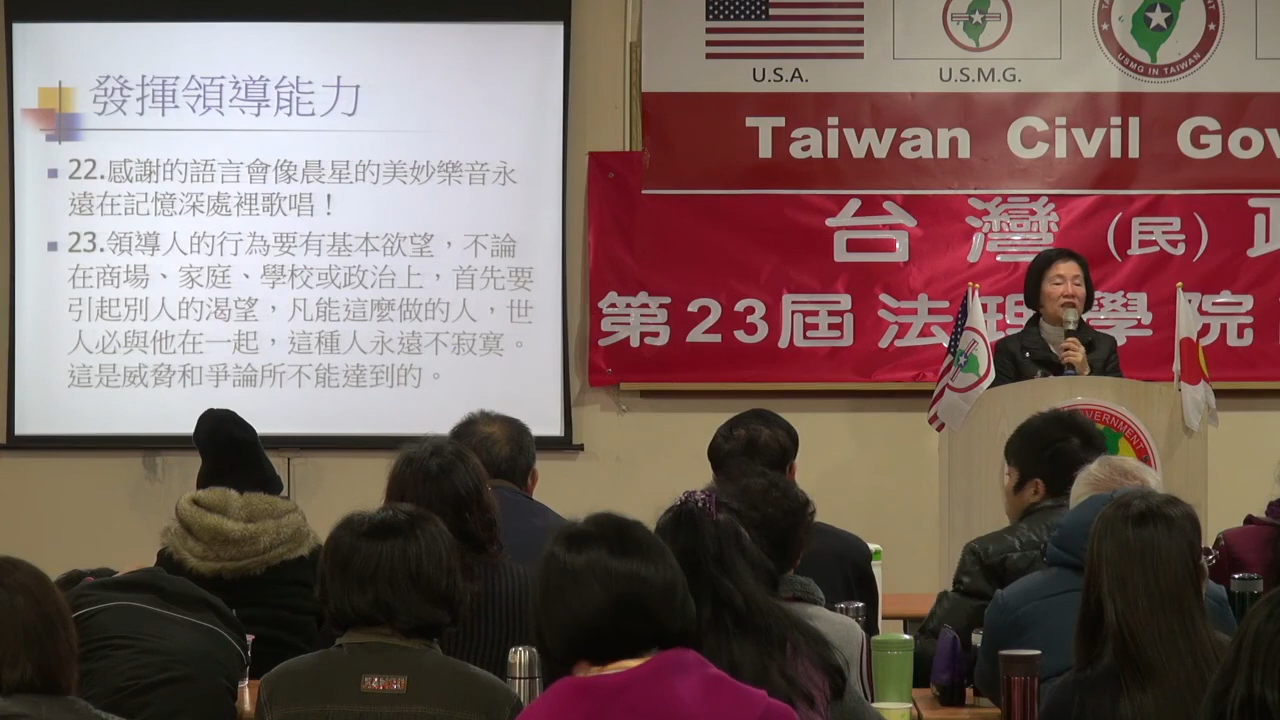 發揮領導能力
22.感謝的語言會像晨星的美妙樂音永
遠在記憶深處裡歌唱！
23.領導人的行為要有基本欲望，不論
在商場、家庭、學校或政治上，首先要
引起別人的渴望，凡能這麼做的人，世
人必與他在一起，這種人永遠不寂寞。
這是威脅和爭論所不能達到的。
U.S.A.
U.S.M.G.
USMG IN TAIWAN
Taiwan Civil Gov
台灣(民)政
第23屆法理學院